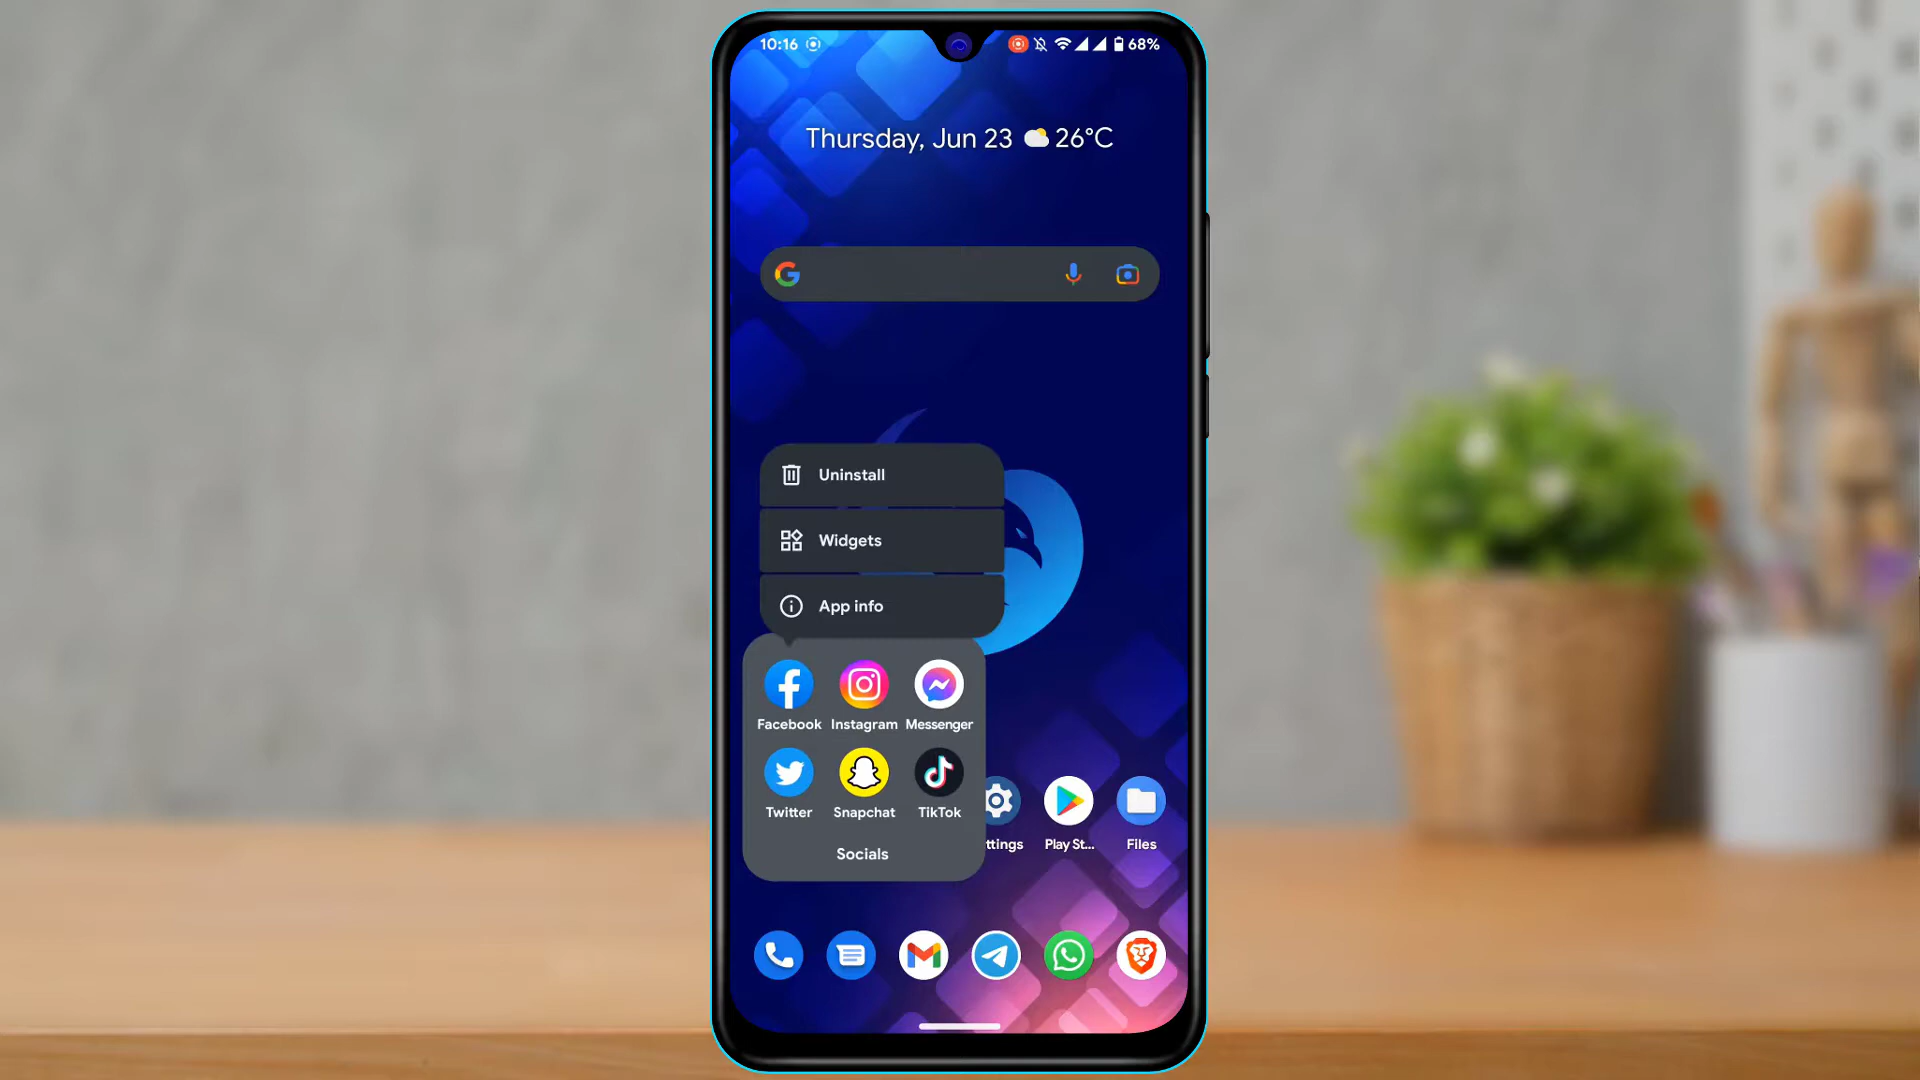 10:16 68%
Thursday, Jun 23 26°C
Uninstall
Widgets
App info
Facebook Instagram Messenger
Twitter Snapchat TikTok
ttings Play St... Files
Socials